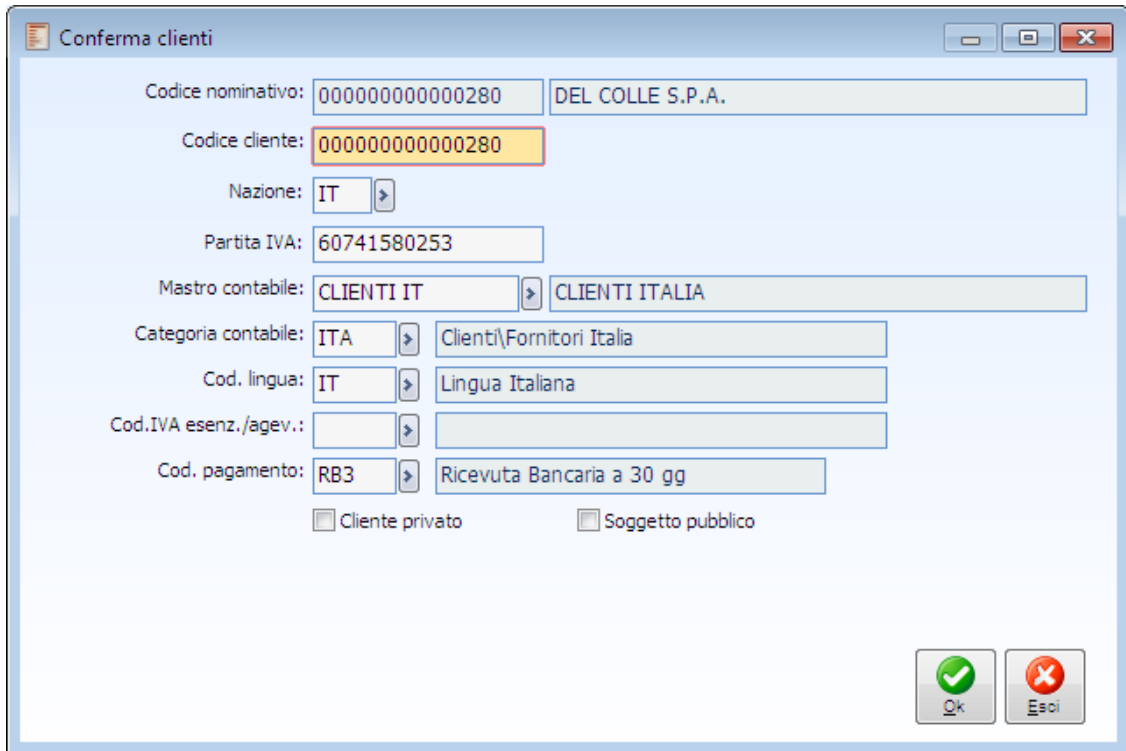 Conferma clienti
Codice nominativo: 000000000000280 DEL COLLE S.P.A.
Codice cliente: 000000000000280
Nazione: IT
Partita IVA: 60741580253
Mastro contabile: CLIENTI IT CLIENTI ITALIA
Categoria contabile: ITA Clienti\Fornitori Italia
Cod. lingua: IT Lingua Italiana
Cod.IVA esenz./agev.:
Cod. pagamento: RB3 Ricevuta Bancaria a 30 gg
Cliente privato Soggetto pubblico
Ok Esci